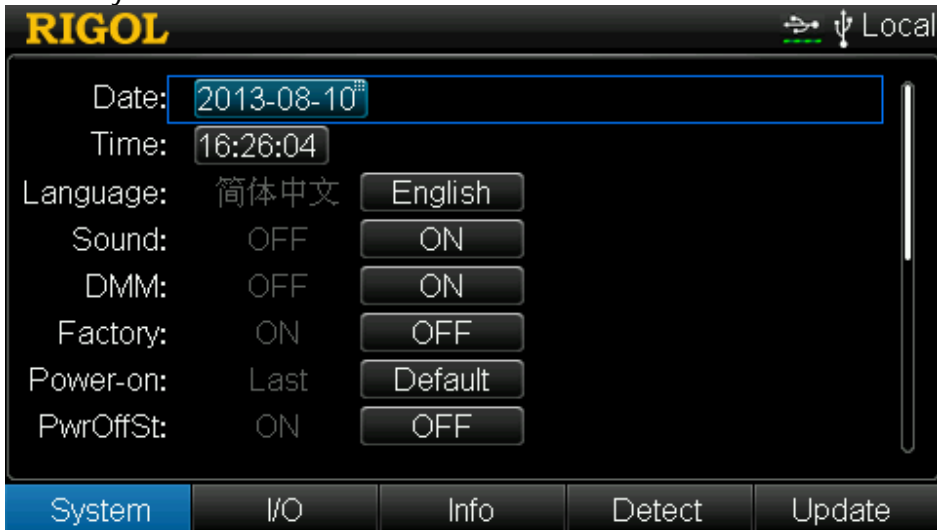 RIGOL Local
Date: 2013-08-10
Time: 16:26:04
Language: 简体中文 English
Sound: OFF ON
DMM: OFF ON
Factory: ON OFF
Power-on: Last Default
PwrOffSt: ON OFF
System I/O Info Detect Update